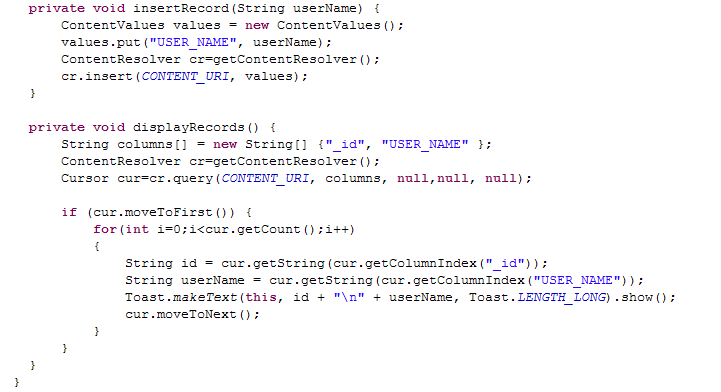 private void insertRecord(String userName) {
ContentValues values = new ContentValues();
values.put("USER_NAME", userName);
ContentResolver cr=getContentResolver();
cr.insert(CONTENT_URI, values);
}
private void displayRecords() {
String columns[] = new String[] {"_id", "USER_NAME" };
ContentResolver cr=getContentResolver();
Cursor cur=cr.query(CONTENT_URI, columns, null,null, null);
if (cur.moveToFirst()) {
for(int i=0;i<cur.getCount();i++)
{
String id = cur.getString(cur.getColumnIndex("_id"));
String userName = cur.getString(cur.getColumnIndex("USER_NAME"));
Toast.makeText(this, id + "\n" + userName, Toast.LENGTH_LONG).show();
cur.moveToNext();
}
}
}
}